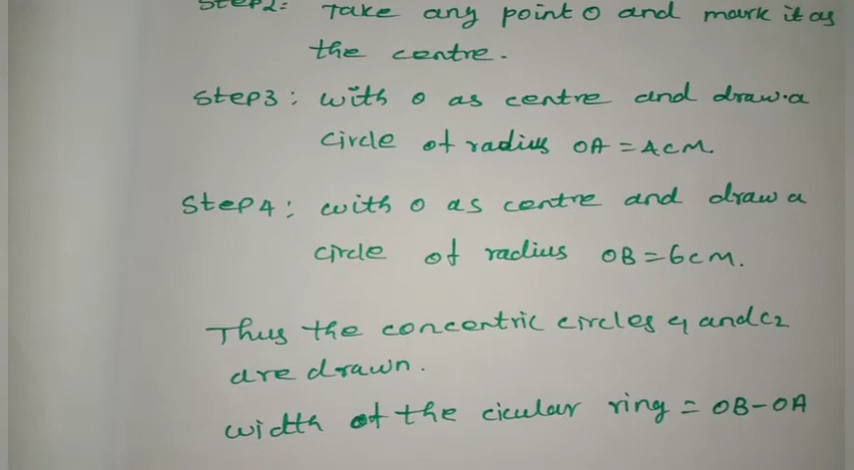 Step2: Take any point O and mark it as
the centre.
Step3: with O as centre and draw a
circle of radius OA = 4cm.
Step4: with O as centre and draw a
circle of radius OB = 6cm.
Thus the concentric circles c1 and c2
are drawn.
width of the cicular ring = OB - OA